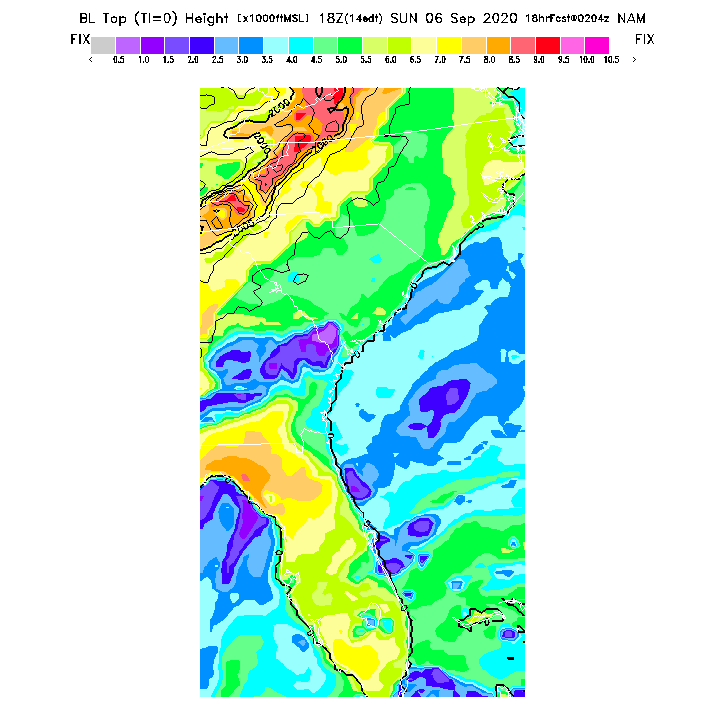 BL Top (TI=0) Height [x1000ftMSL] 18Z(14edt) SUN 06 Sep 2020 18hrFcst@0204z NAM
FIX FIX
< 0.5 1.0 1.5 2.0 2.5 3.0 3.5 4.0 4.5 5.0 5.5 6.0 6.5 7.0 7.5 8.0 8.5 9.0 9.5 10.0 10.5 >
2000
2000